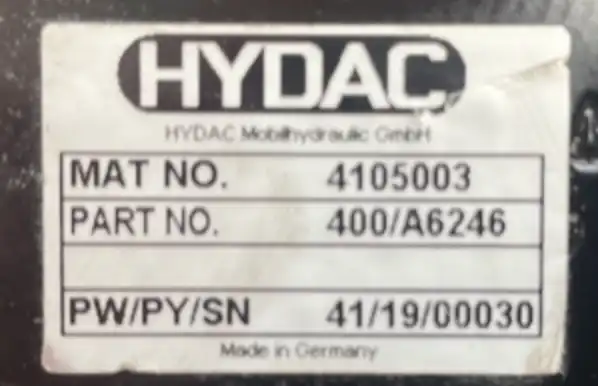 HYDAC
HYDAC Mobilhydraulic GmbH
MAT NO. 4105003
PART NO. 400/A6246
PW/PY/SN 41/19/00030
Made in Germany